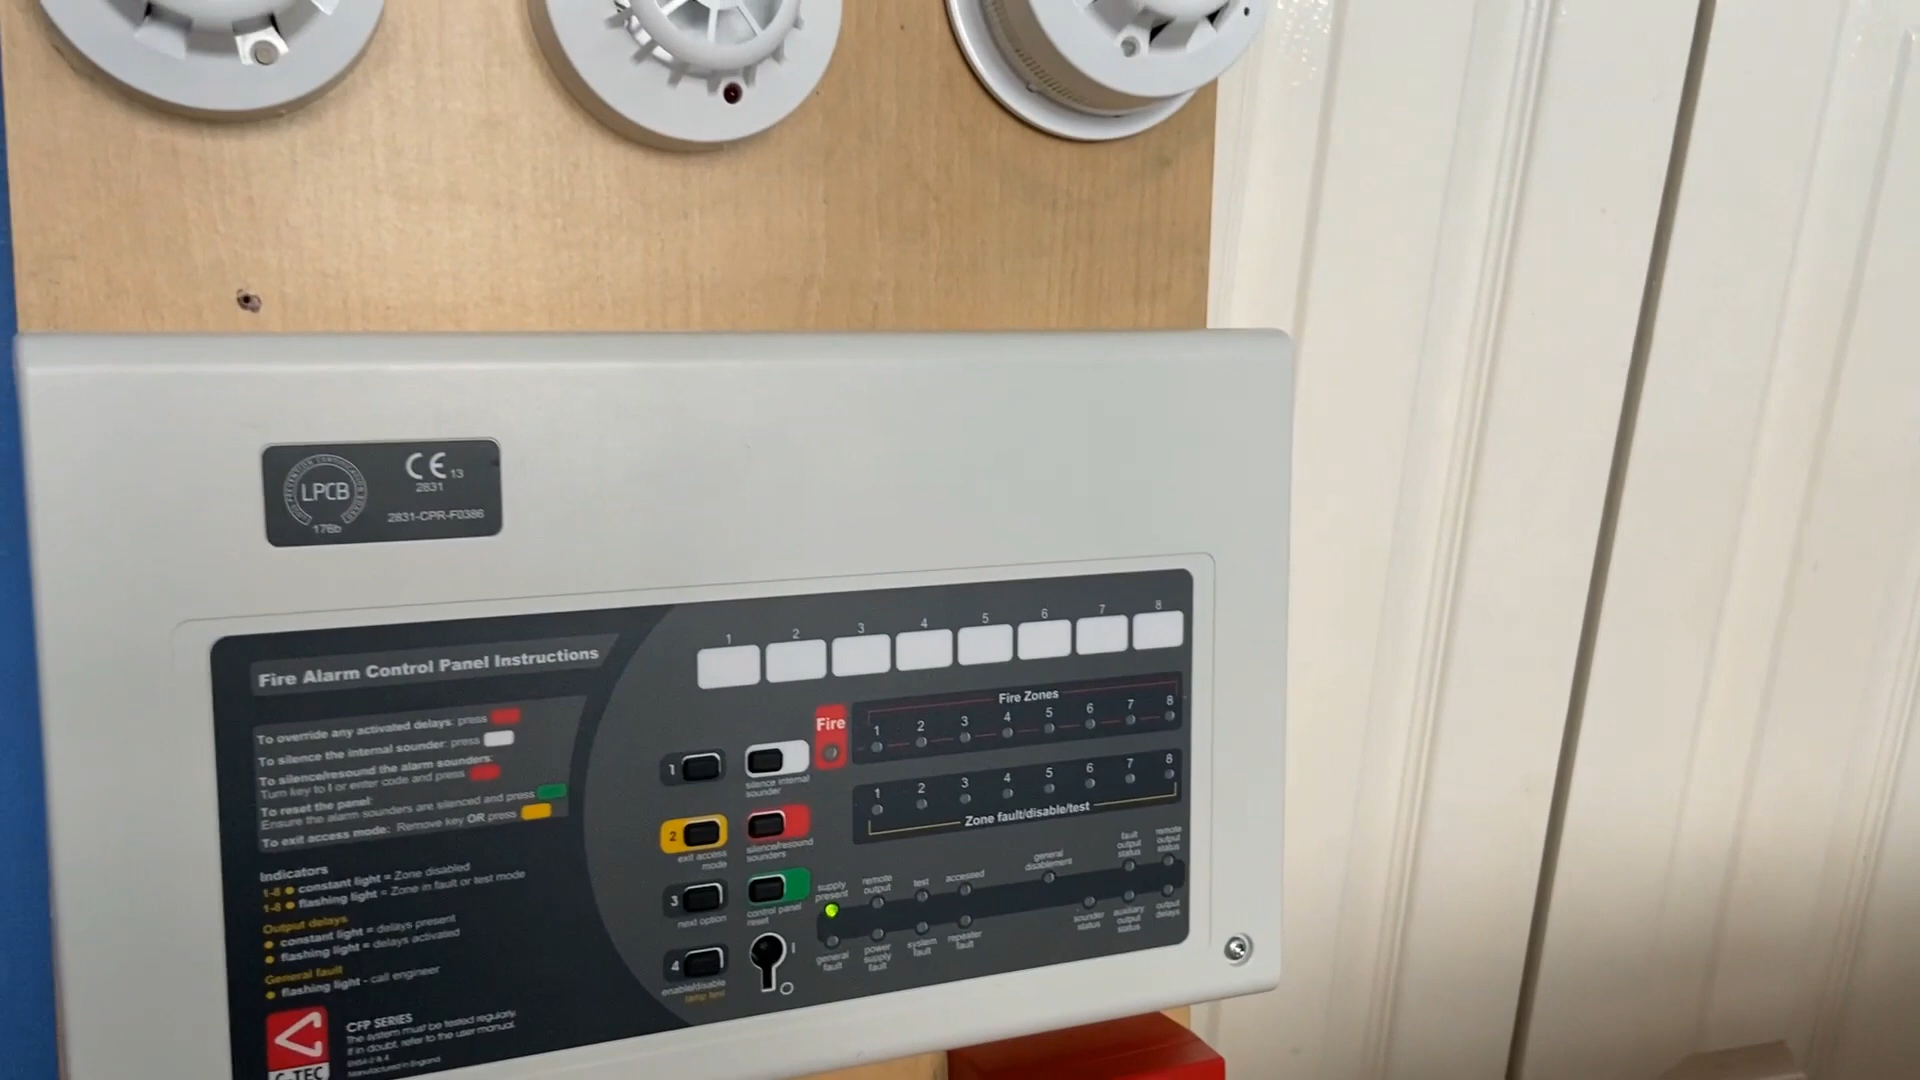 LPCB
176b
CE 13
2831
2831-CPR-F0386
Fire Alarm Control Panel Instructions
To override any activated delays: press
To silence the internal sounder: press
To silence/resound the alarm sounders:
Turn key to I or enter code and press
To reset the panel:
Ensure the alarm sounders are silenced and press
To exit access mode: Remove key OR press
Indicators
1-8 constant light = Zone disabled
1-8 flashing light = Zone in fault or test mode
Output delays
constant light = delays present
flashing light = delays activated
General fault
flashing light - call engineer
C-TEC
CFP SERIES
The system must be tested regularly.
If in doubt, refer to the user manual.
EN54-2 & 4
Manufactured in England
1 2 3 4 5 6 7 8
Fire
Fire Zones
1 2 3 4 5 6 7 8
1 2 3 4 5 6 7 8
Zone fault/disable/test
1
silence internal
sounder
2
exit access
mode
silence/resound
sounders
3
next option
control panel
reset
4
enable/disable
lamp test
I
O
supply
present
remote
output
test
accessed
general
disablement
fault
output
status
remote
output
status
general
fault
power
supply
fault
system
fault
repeater
fault
sounder
status
auxiliary
output
status
output
delays